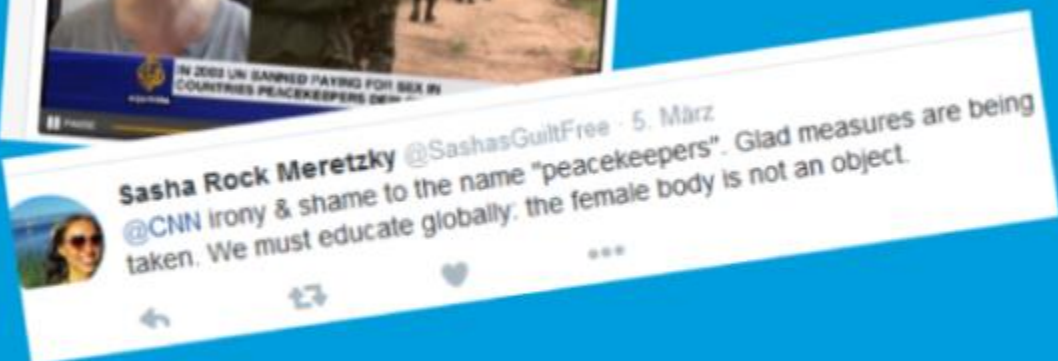 IN 2003 UN BANNED PAYING FOR SEX IN
COUNTRIES PEACEKEEPERS
Sasha Rock Meretzky @SashasGuiltFree · 5. März
@CNN irony & shame to the name "peacekeepers". Glad measures are being
taken. We must educate globally: the female body is not an object.